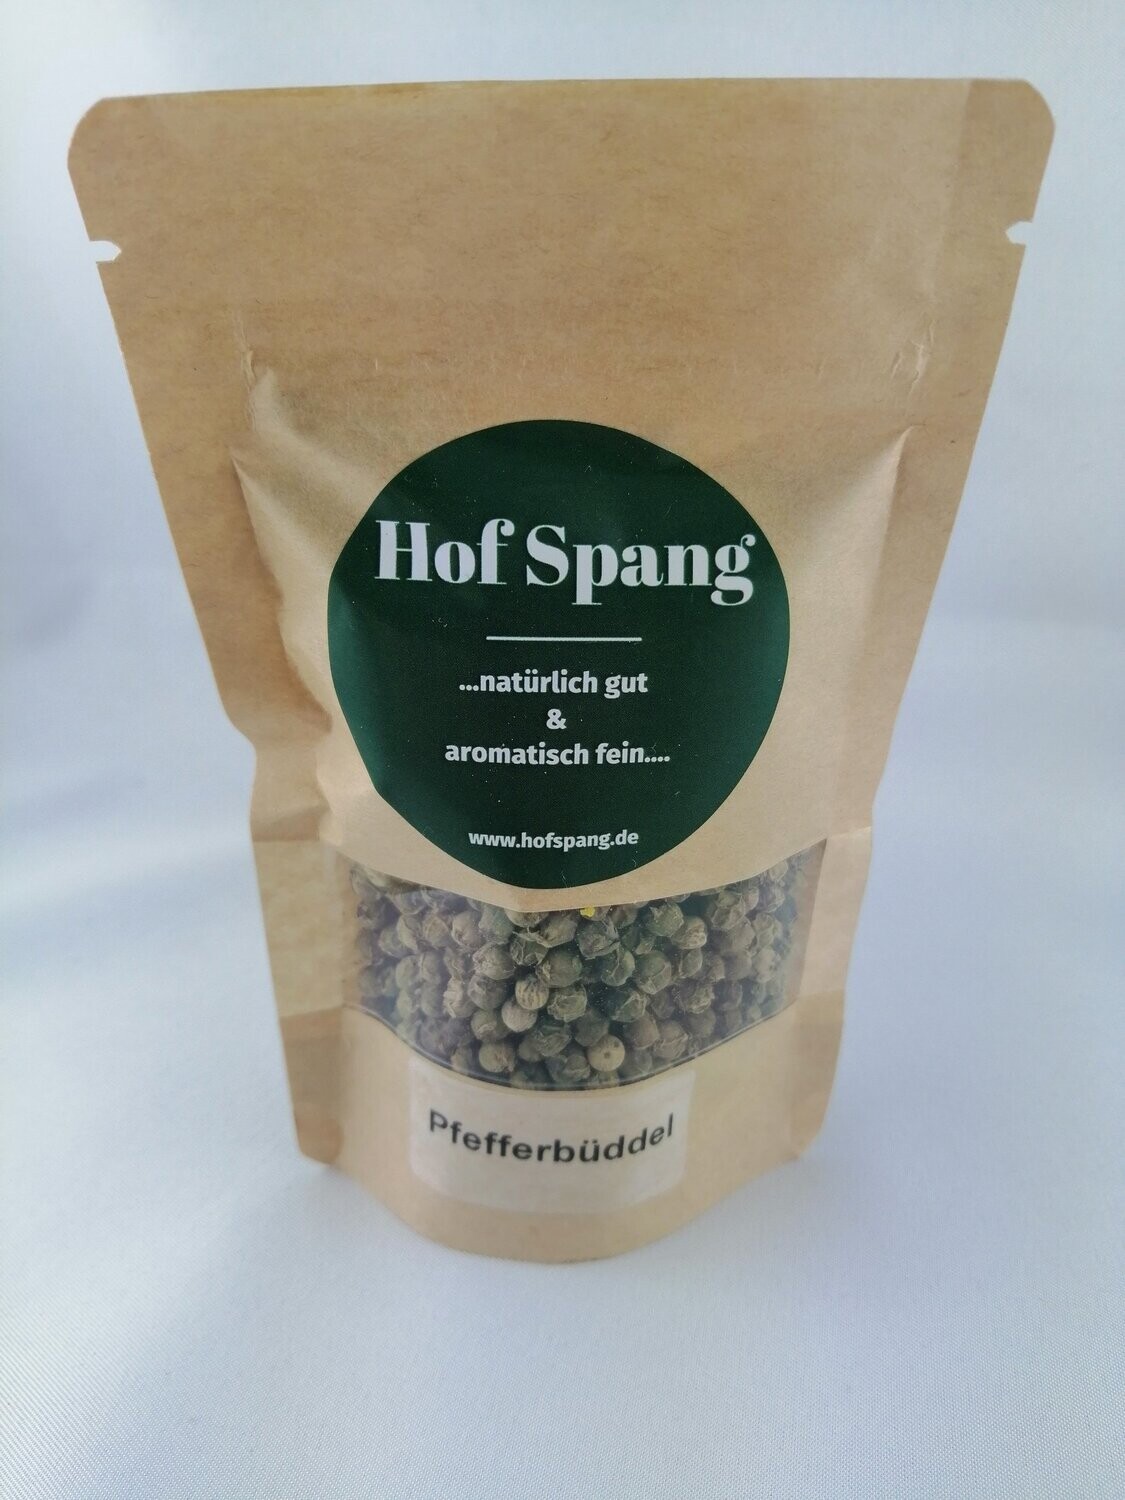 Hof Spang
...natürlich gut
&
aromatisch fein....
www.hofspang.de
Pfefferbüddel